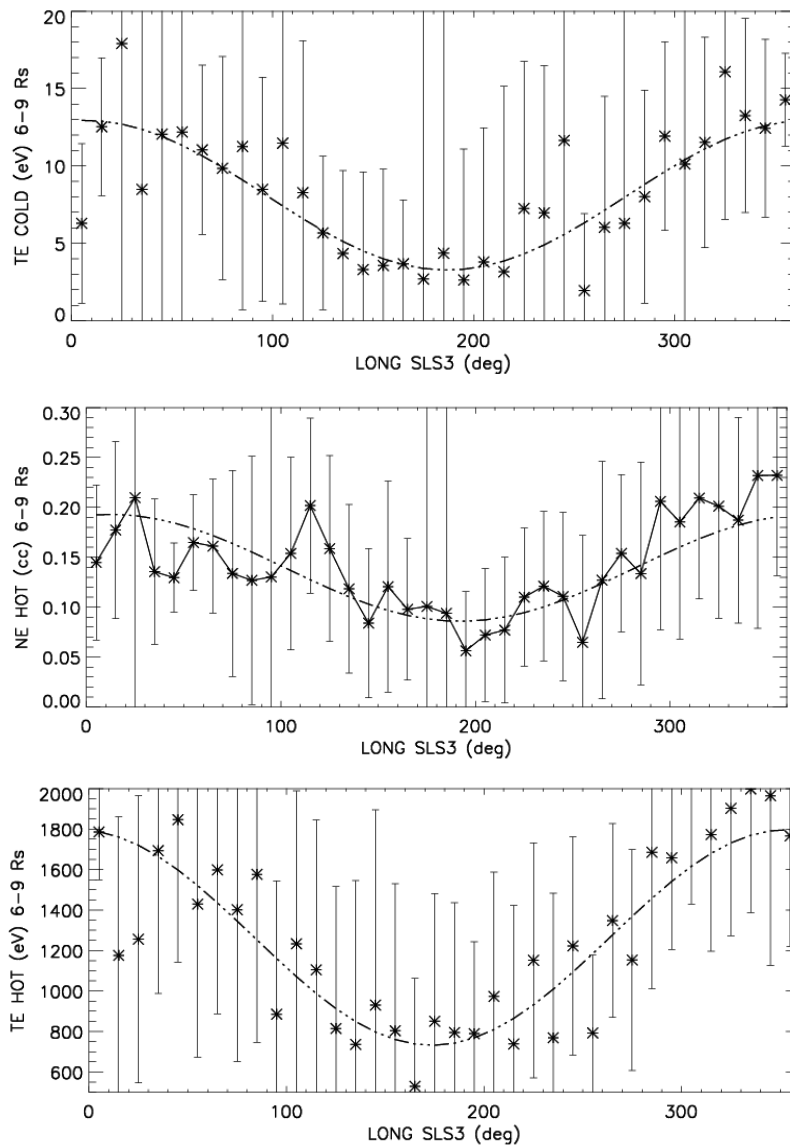 20
15
10
5
0
TE COLD (eV) 6-9 Rs
0 100 200 300
LONG SLS3 (deg)
0.30
0.25
0.20
0.15
0.10
0.05
0.00
NE HOT (cc) 6-9 Rs
0 100 200 300
LONG SLS3 (deg)
2000
1800
1600
1400
1200
1000
800
600
TE HOT (eV) 6-9 Rs
0 100 200 300
LONG SLS3 (deg)